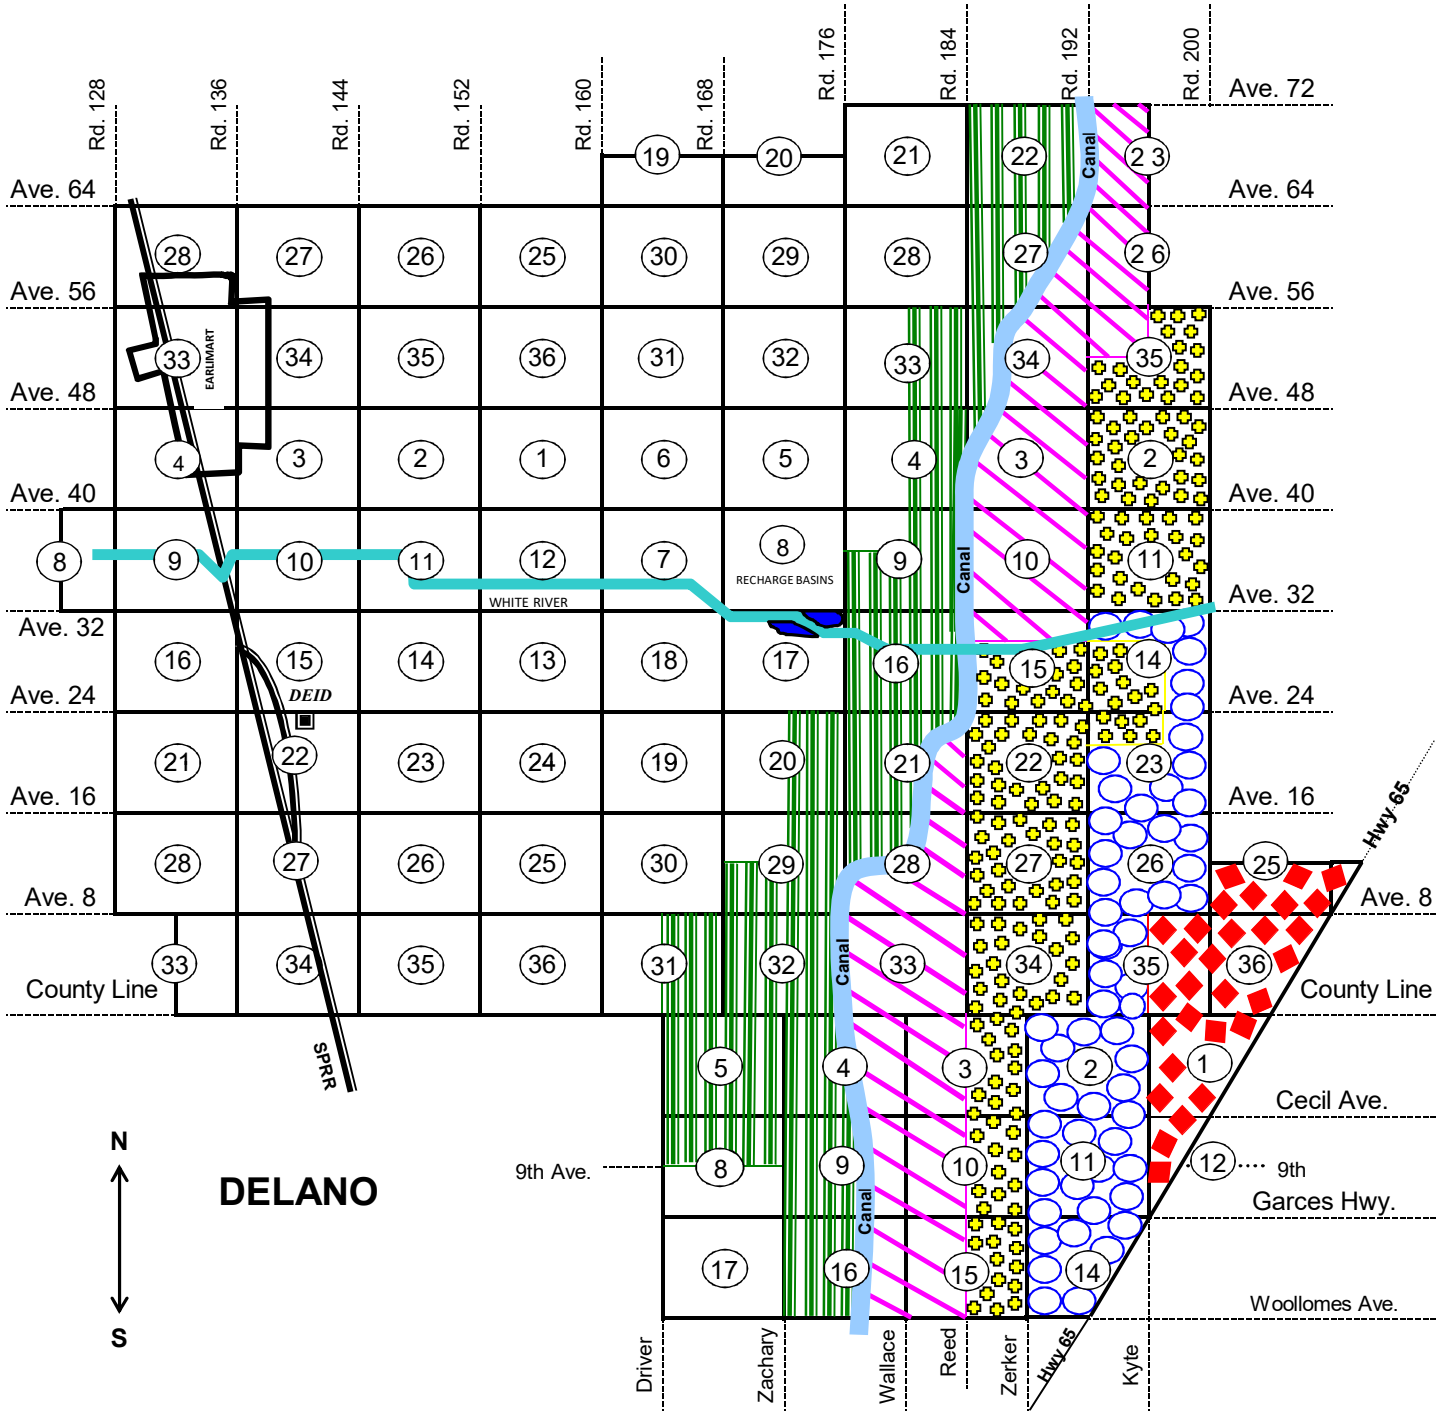 Rd. 128
Rd. 136
Rd. 144
Rd. 152
Rd. 160
Rd. 168
Rd. 176
Rd. 184
Rd. 192
Rd. 200
Ave. 72
19
20
21
22
Canal
2 3
Ave. 64
Ave. 64
28
27
26
25
30
29
28
27
2 6
Ave. 56
Ave. 56
33
EARLIMART
34
35
36
31
32
33
34
35
Ave. 48
Ave. 48
4
3
2
1
6
5
4
3
2
Ave. 40
Ave. 40
8
9
10
11
12
7
8
RECHARGE BASINS
9
Canal
10
11
WHITE RIVER
Ave. 32
Ave. 32
16
15
14
13
18
17
16
15
14
Ave. 24
DEID
Ave. 24
21
22
23
24
19
20
21
22
23
Ave. 16
Ave. 16
Hwy 65
28
27
26
25
30
29
28
27
26
25
Ave. 8
Ave. 8
33
34
35
36
31
32
Canal
33
34
35
36
County Line
County Line
SPRR
5
4
3
2
1
Cecil Ave.
N
9th Ave.
8
9
10
11
12
9th
DELANO
Canal
Garces Hwy.
17
16
15
14
Woollomes Ave.
S
Driver
Zachary
Wallace
Reed
Zerker
Hwy 65
Kyte